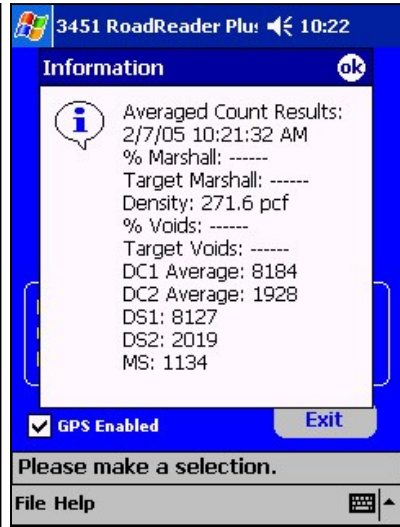 3451 RoadReader Plu: 10:22
Information ok
Averaged Count Results:
2/7/05 10:21:32 AM
% Marshall: ------
Target Marshall: ------
Density: 271.6 pcf
% Voids: ------
Target Voids: ------
DC1 Average: 8184
DC2 Average: 1928
DS1: 8127
DS2: 2019
MS: 1134
GPS Enabled Exit
Please make a selection.
File Help